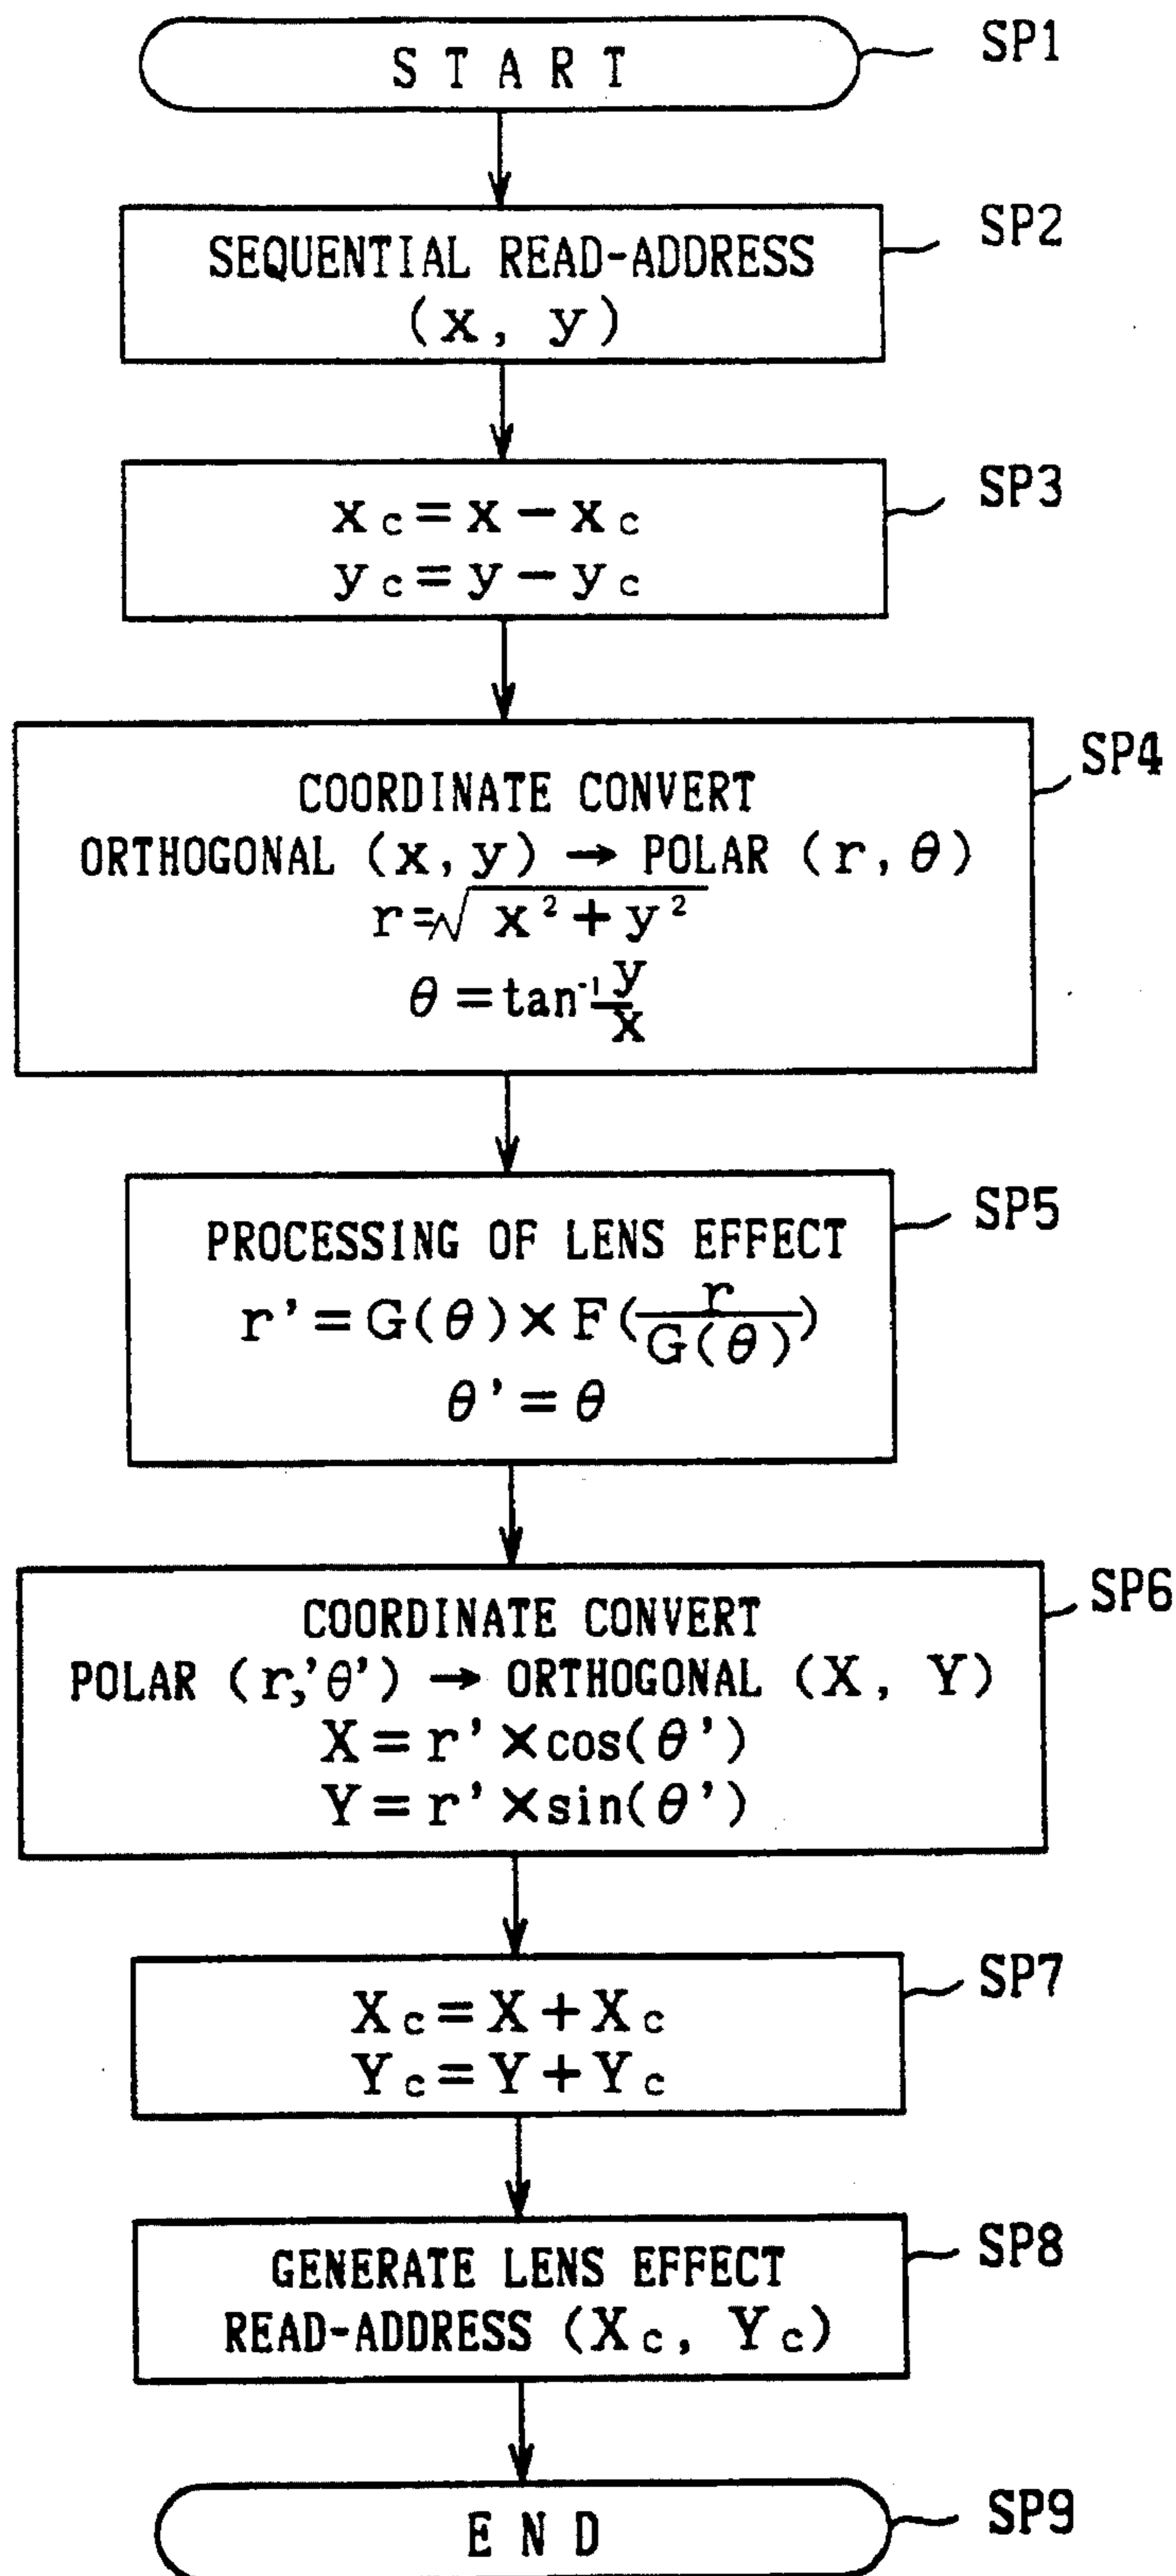 START
SP1
SEQUENTIAL READ-ADDRESS
(x, y)
SP2
xc=x-xc
yc=y-yc
SP3
COORDINATE CONVERT
ORTHOGONAL (x,y) → POLAR (r,θ)
r=√x²+y²
θ=tan⁻¹y/x
SP4
PROCESSING OF LENS EFFECT
r'=G(θ)×F(r/G(θ))
θ'=θ
SP5
COORDINATE CONVERT
POLAR (r,'θ') → ORTHOGONAL (X, Y)
X=r'×cos(θ')
Y=r'×sin(θ')
SP6
Xc=X+Xc
Yc=Y+Yc
SP7
GENERATE LENS EFFECT
READ-ADDRESS (Xc, Yc)
SP8
END
SP9